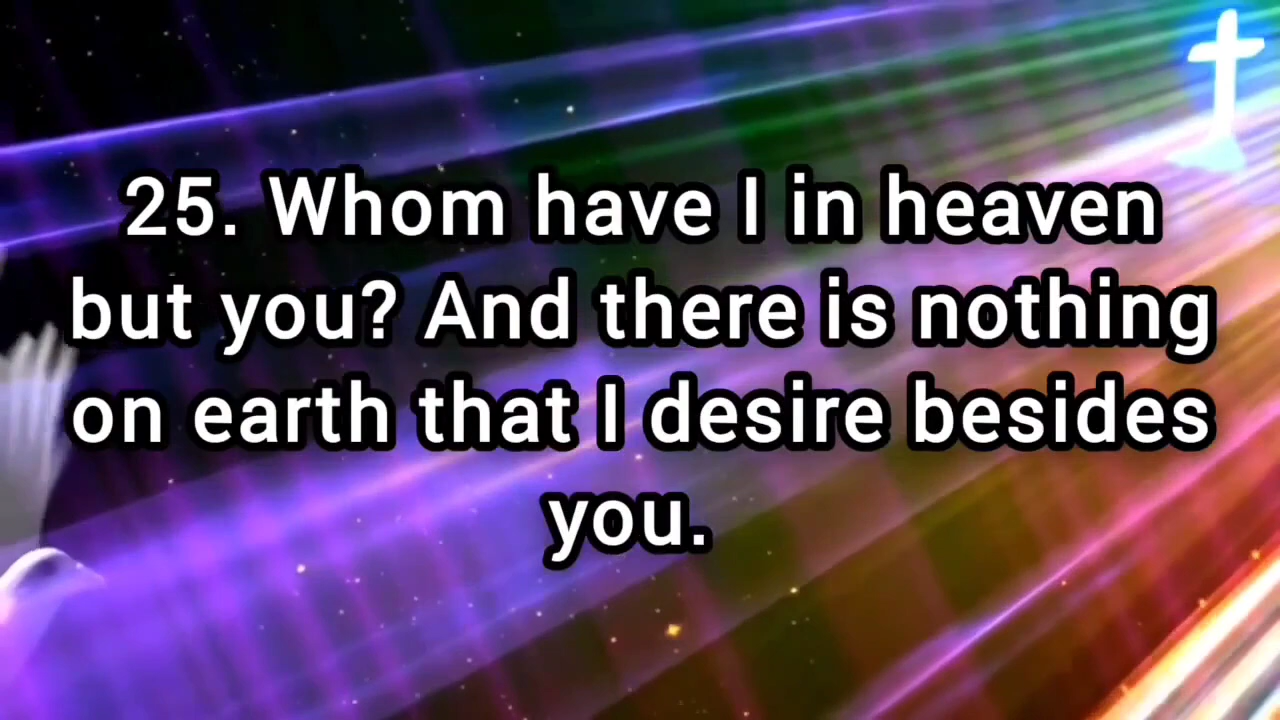 25. Whom have I in heaven
but you? And there is nothing
on earth that I desire besides
you.